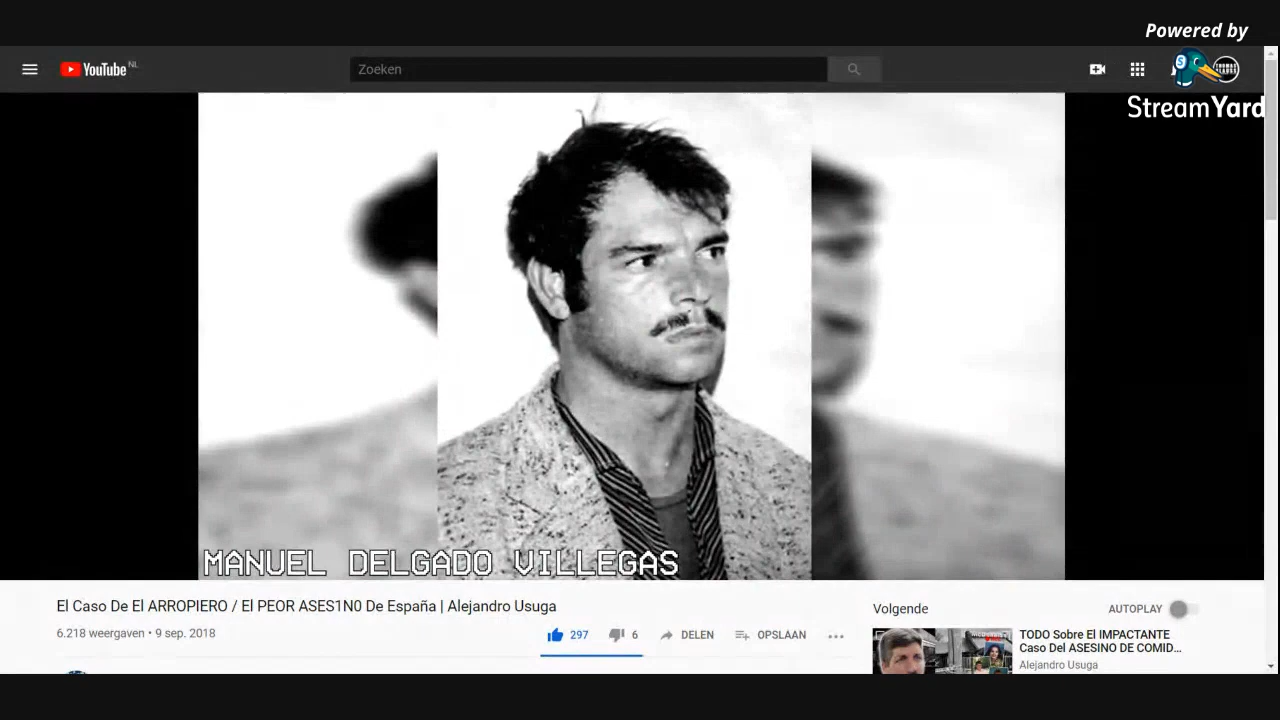 Powered by
YouTube NL
Zoeken
StreamYard
MANUEL DELGADO VILLEGAS
El Caso De El ARROPIERO / El PEOR ASES1N0 De España | Alejandro Usuga
6.218 weergaven • 9 sep. 2018
297
6
DELEN
OPSLAAN
Volgende
AUTOPLAY
TODO Sobre El IMPACTANTE
Caso Del ASESINO DE COMID...
Alejandro Usuga